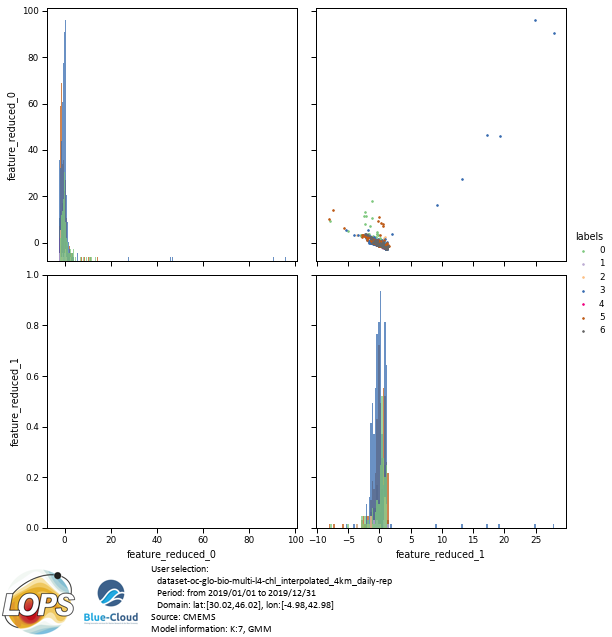 100
80
60
40
20
0
feature_reduced_0
labels
0
1
2
3
4
5
6
1.0
0.8
0.6
0.4
0.2
0.0
feature_reduced_1
0 20 40 60 80 100
feature_reduced_0
−10 −5 0 5 10 15 20 25
feature_reduced_1
LOPS
Blue-Cloud
User selection:
dataset-oc-glo-bio-multi-l4-chl_interpolated_4km_daily-rep
Period: from 2019/01/01 to 2019/12/31
Domain: lat:[30.02,46.02], lon:[-4.98,42.98]
Source: CMEMS
Model information: K:7, GMM